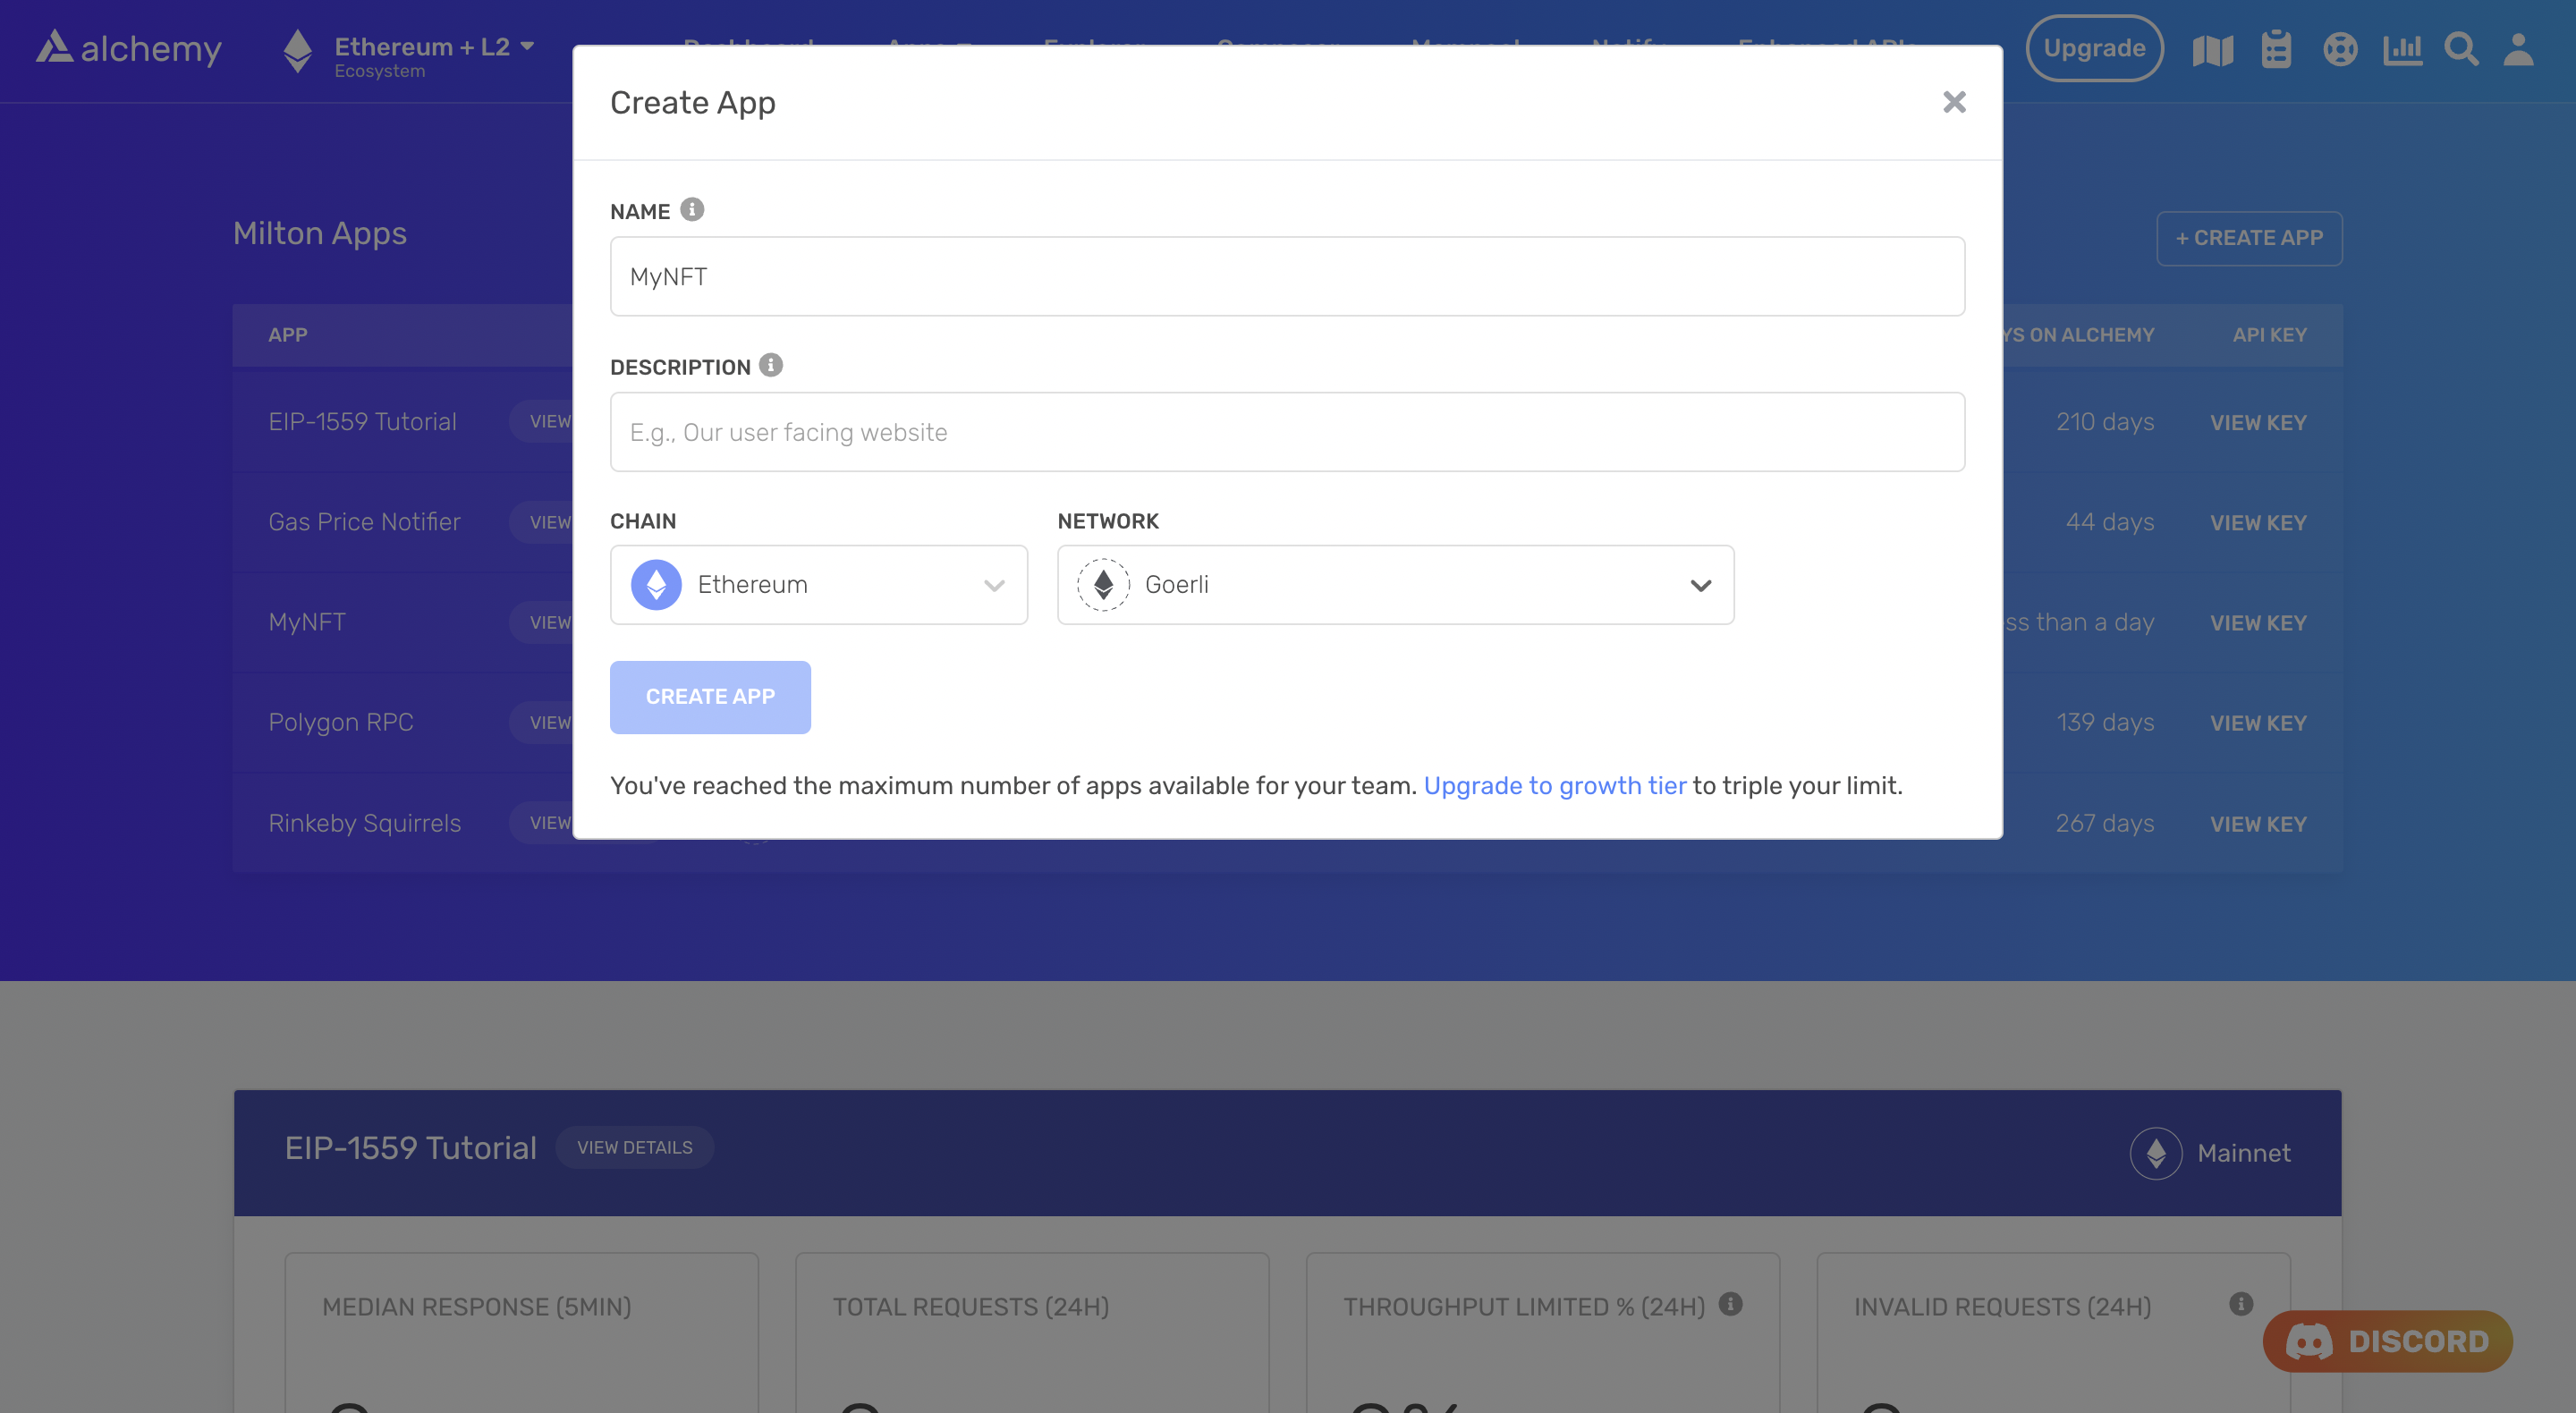 alchemy
Ethereum + L2
Ecosystem
Upgrade
Create App
NAME
MyNFT
DESCRIPTION
E.g., Our user facing website
CHAIN
NETWORK
Ethereum
Goerli
CREATE APP
You've reached the maximum number of apps available for your team. Upgrade to growth tier to triple your limit.
Milton Apps
+ CREATE APP
APP
ON ALCHEMY
API KEY
EIP-1559 Tutorial
VIEW
210 days
VIEW KEY
Gas Price Notifier
VIEW
44 days
VIEW KEY
MyNFT
VIEW
than a day
VIEW KEY
Polygon RPC
VIEW
139 days
VIEW KEY
Rinkeby Squirrels
VIEW
267 days
VIEW KEY
EIP-1559 Tutorial
VIEW DETAILS
Mainnet
MEDIAN RESPONSE (5MIN)
TOTAL REQUESTS (24H)
THROUGHPUT LIMITED % (24H)
INVALID REQUESTS (24H)
DISCORD